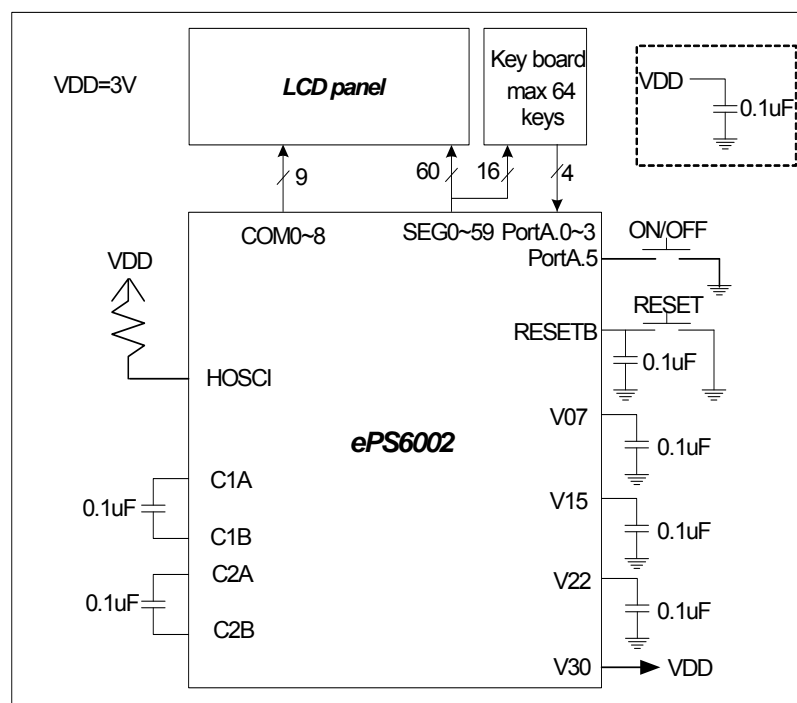 VDD=3V
LCD panel
Key board
max 64
keys
VDD
0.1uF
9
60
16
4
COM0~8
SEG0~59
PortA.0~3
PortA.5
ON/OFF
VDD
RESETB
RESET
0.1uF
HOSCI
ePS6002
V07
0.1uF
C1A
0.1uF
C1B
V15
0.1uF
C2A
0.1uF
C2B
V22
0.1uF
V30
VDD